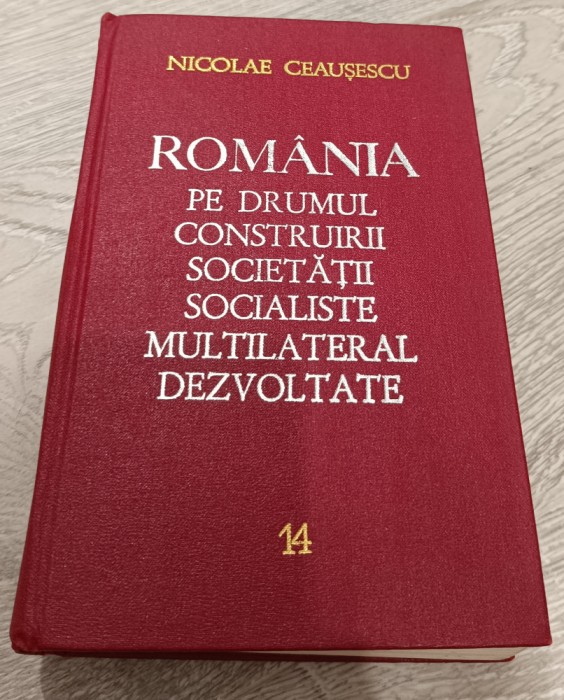 NICOLAE CEAUȘESCU
ROMÂNIA
PE DRUMUL
CONSTRUIRII
SOCIETĂȚII
SOCIALISTE
MULTILATERAL
DEZVOLTATE
14